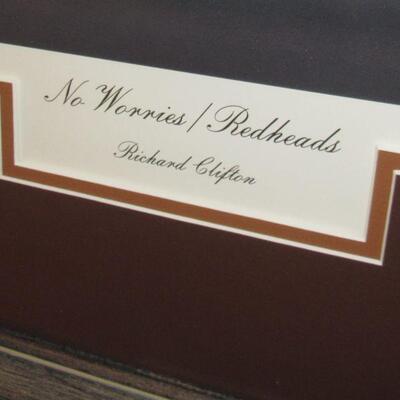 No Worries / Redheads
Richard Clifton